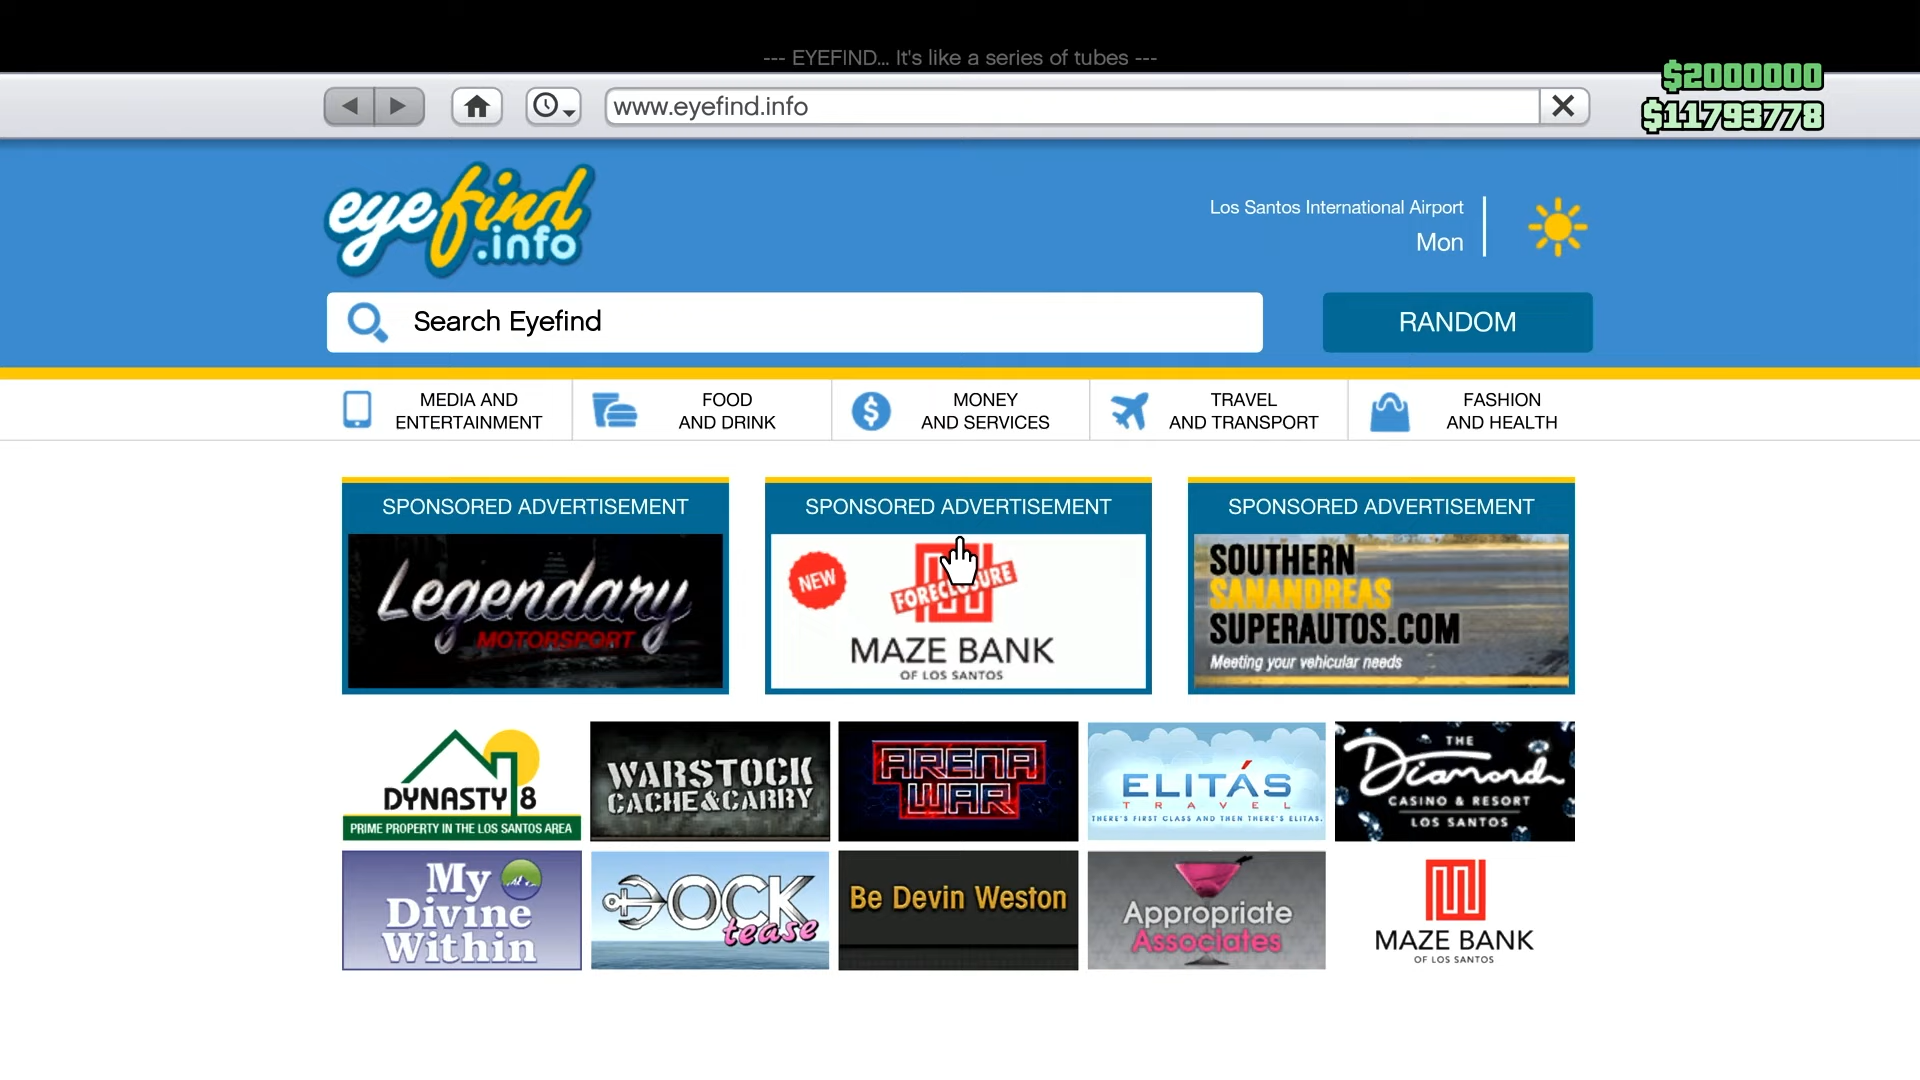 --- EYEFIND... It's like a series of tubes ---
$2000000
www.eyefind.info
$11793778
eyefind
.info
Los Santos International Airport
Mon
Search Eyefind
RANDOM
MEDIA AND
ENTERTAINMENT
FOOD
AND DRINK
MONEY
AND SERVICES
TRAVEL
AND TRANSPORT
FASHION
AND HEALTH
SPONSORED ADVERTISEMENT
Legendary
MOTORSPORT
SPONSORED ADVERTISEMENT
NEW
FORECLOSURE
MAZE BANK
OF LOS SANTOS
SPONSORED ADVERTISEMENT
SOUTHERN
SANANDREAS
SUPERAUTOS.COM
Meeting your vehicular needs
DYNASTY 8
PRIME PROPERTY IN THE LOS SANTOS AREA
WARSTOCK
CACHE&CARRY
ARENA
WAR
ELITÁS
TRAVEL
THERE'S FIRST CLASS AND THEN THERE'S ELITAS.
THE
Diamond
CASINO & RESORT
LOS SANTOS
My
Divine
Within
DOCK
tease
Be Devin Weston
Appropriate
Associates
MAZE BANK
OF LOS SANTOS